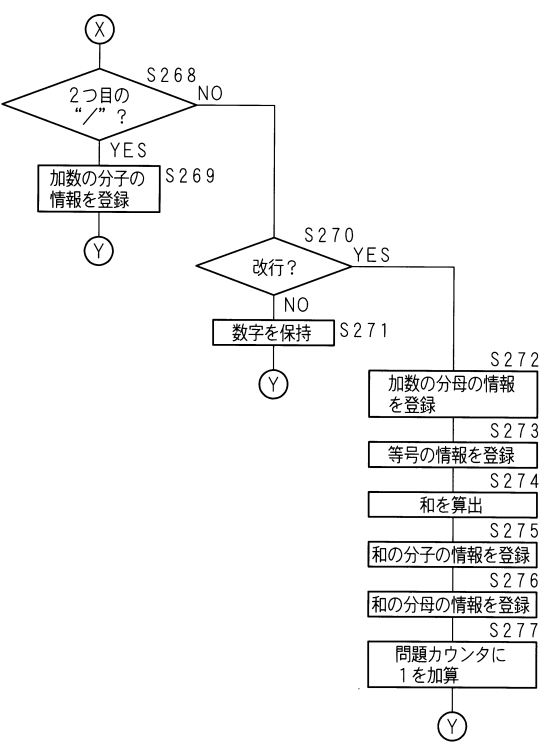 X
S268
2つ目の
“／”？
NO
YES
加数の分子の
情報を登録
S269
Y
S270
改行？
YES
NO
数字を保持
S271
Y
S272
加数の分母の情報
を登録
S273
等号の情報を登録
S274
和を算出
S275
和の分子の情報を登録
S276
和の分母の情報を登録
S277
問題カウンタに
1を加算
Y